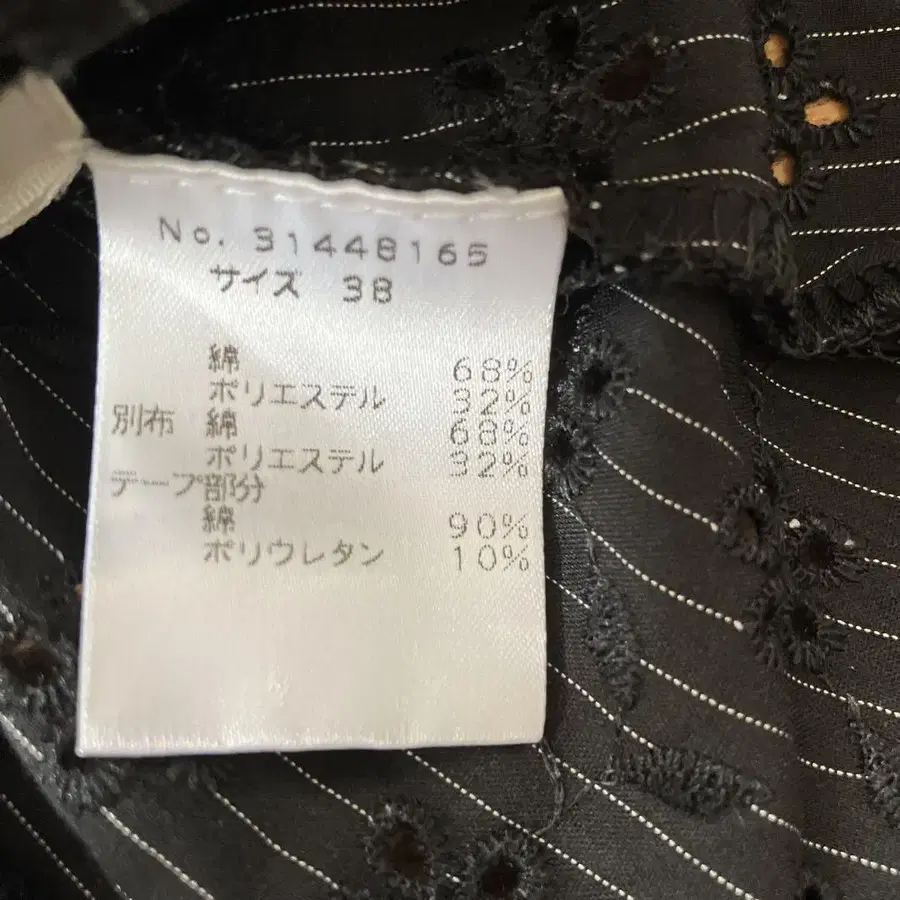 No. 31448165
サイズ 38
綿 68%
ポリエステル 32%
別布 綿 68%
ポリエステル 32%
テープ部分
綿 90%
ポリウレタン 10%